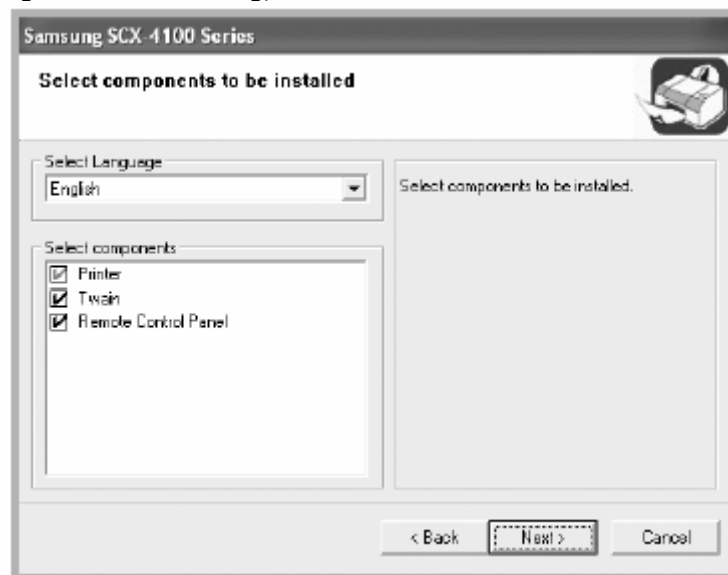 Samsung SCX-4100 Series
Select components to be installed
Select Language
English
Select components to be installed.
Select components
Printer
Twain
Remote Control Panel
< Back
Next >
Cancel